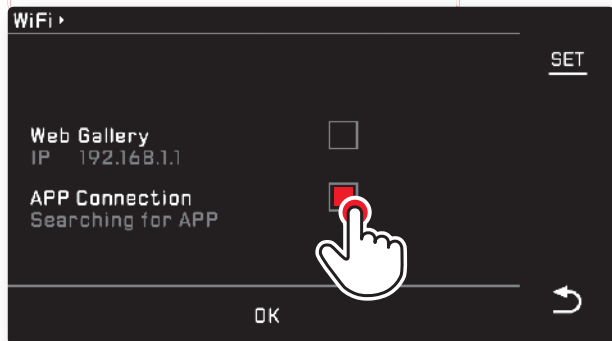 WiFi
SET
Web Gallery
IP 192.168.1.1
APP Connection
Searching for APP
OK